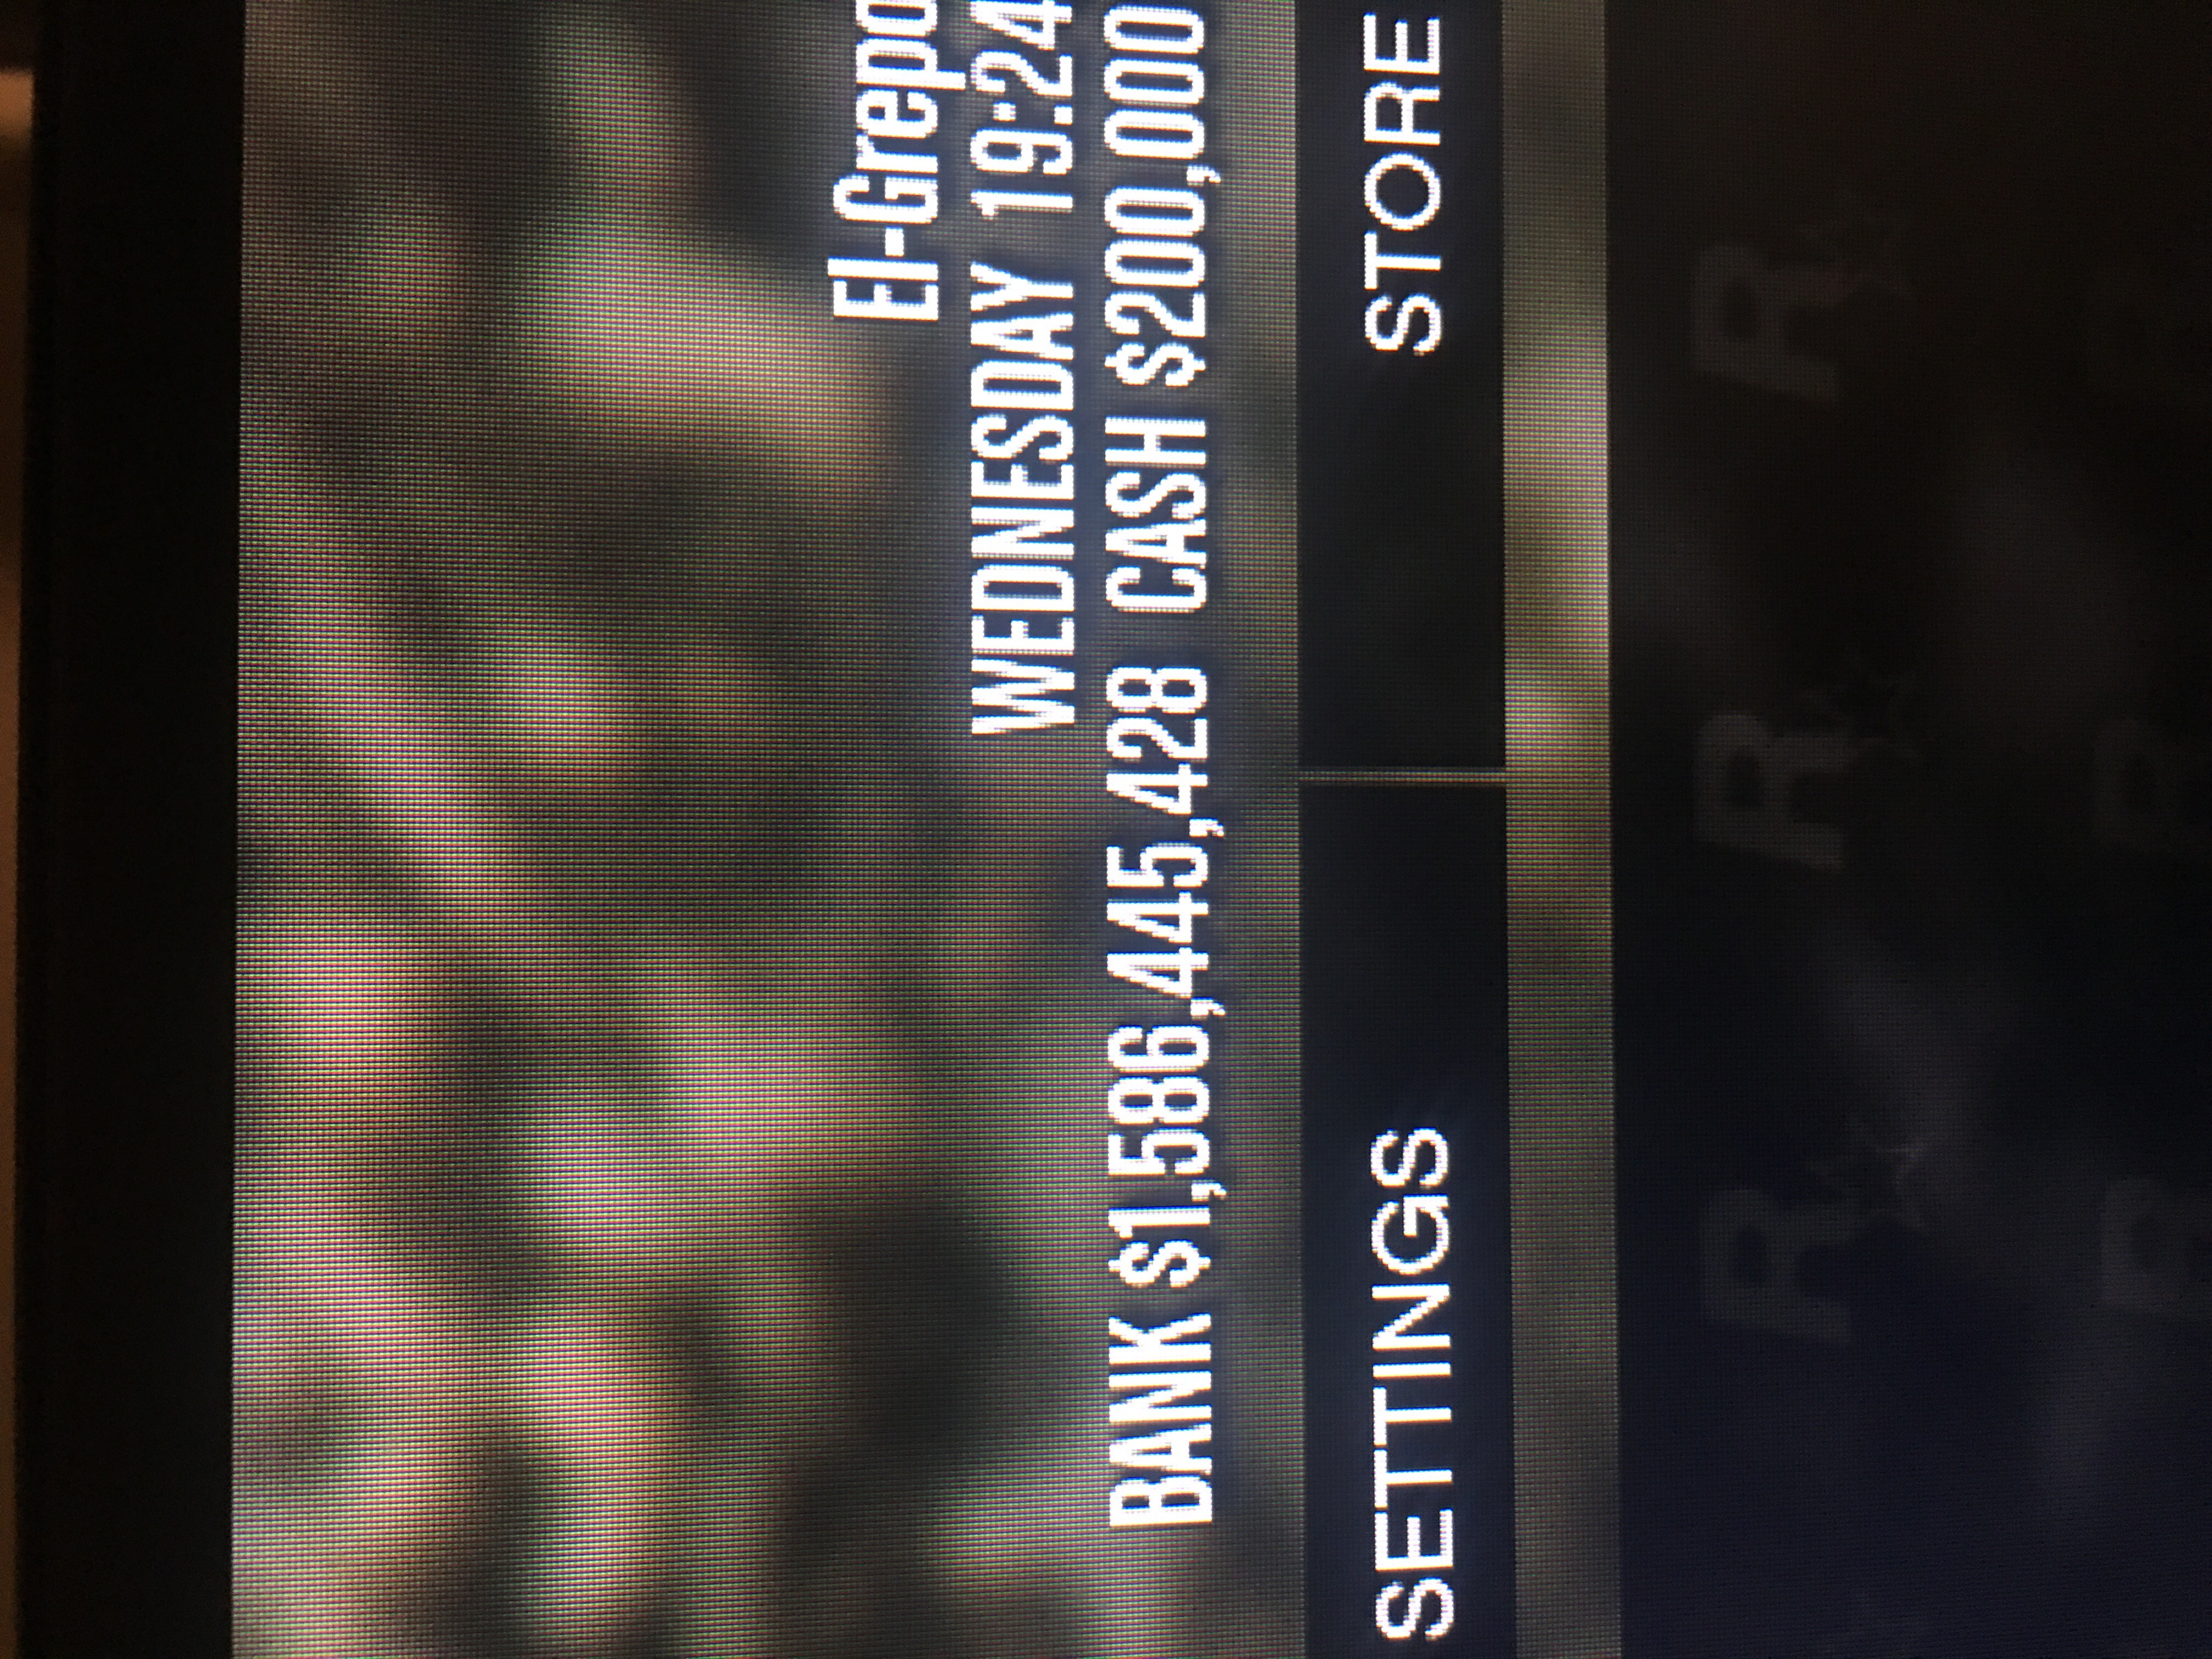 El-Grepo
WEDNESDAY 19:24
BANK $1,586,445,428 CASH $200,000
SETTINGS STORE
R
R
R
R
R